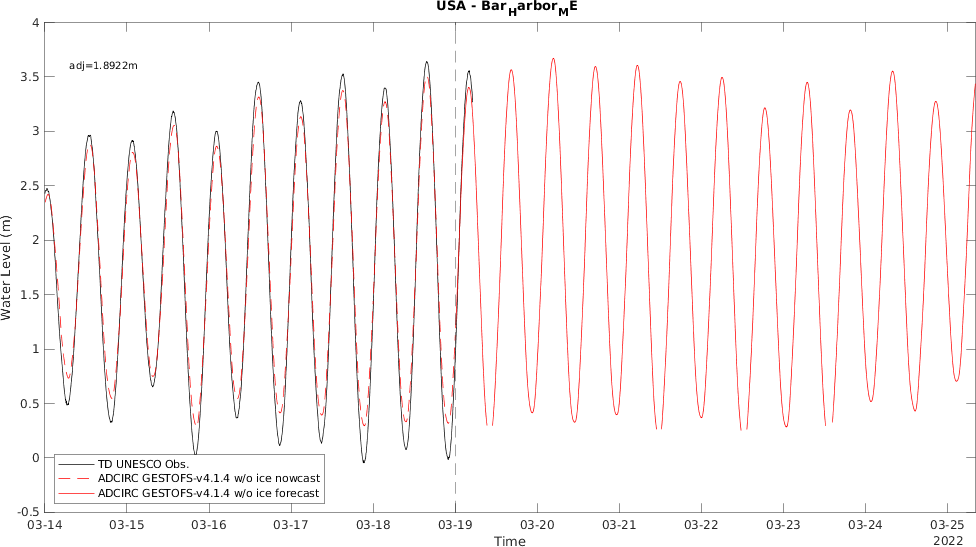 USA - Bar_Harbor_ME
4
adj=1.8922m
3.5
3
2.5
2
1.5
1
0.5
0
-0.5
Water Level (m)
TD UNESCO Obs.
ADCIRC GESTOFS-v4.1.4 w/o ice nowcast
ADCIRC GESTOFS-v4.1.4 w/o ice forecast
03-14 03-15 03-16 03-17 03-18 03-19 03-20 03-21 03-22 03-23 03-24 03-25
Time 2022